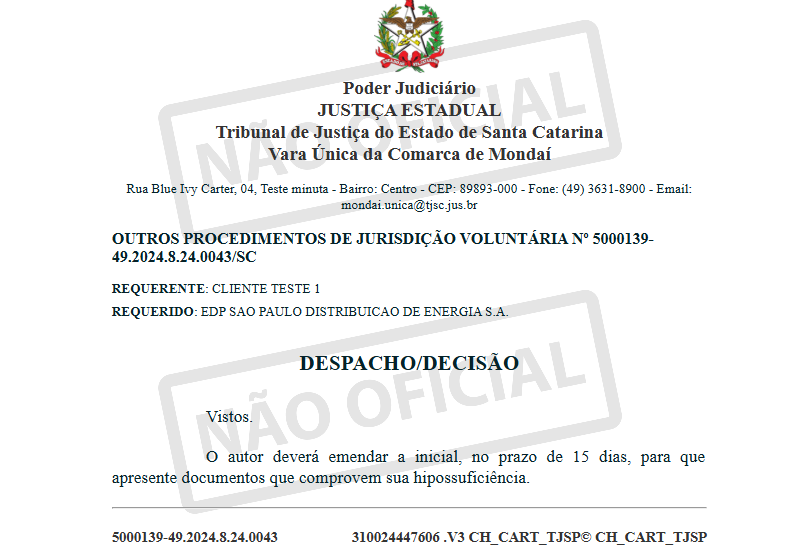 Poder Judiciário
JUSTIÇA ESTADUAL
Tribunal de Justiça do Estado de Santa Catarina
Vara Única da Comarca de Mondaí
NÃO OFICIAL
Rua Blue Ivy Carter, 04, Teste minuta - Bairro: Centro - CEP: 89893-000 - Fone: (49) 3631-8900 - Email:
mondai.unica@tjsc.jus.br
OUTROS PROCEDIMENTOS DE JURISDIÇÃO VOLUNTÁRIA Nº 5000139-
49.2024.8.24.0043/SC
REQUERENTE: CLIENTE TESTE 1
REQUERIDO: EDP SAO PAULO DISTRIBUICAO DE ENERGIA S.A.
DESPACHO/DECISÃO
NÃO OFICIAL
Vistos.
O autor deverá emendar a inicial, no prazo de 15 dias, para que
apresente documentos que comprovem sua hipossuficiência.
5000139-49.2024.8.24.0043 310024447606 .V3 CH_CART_TJSP© CH_CART_TJSP